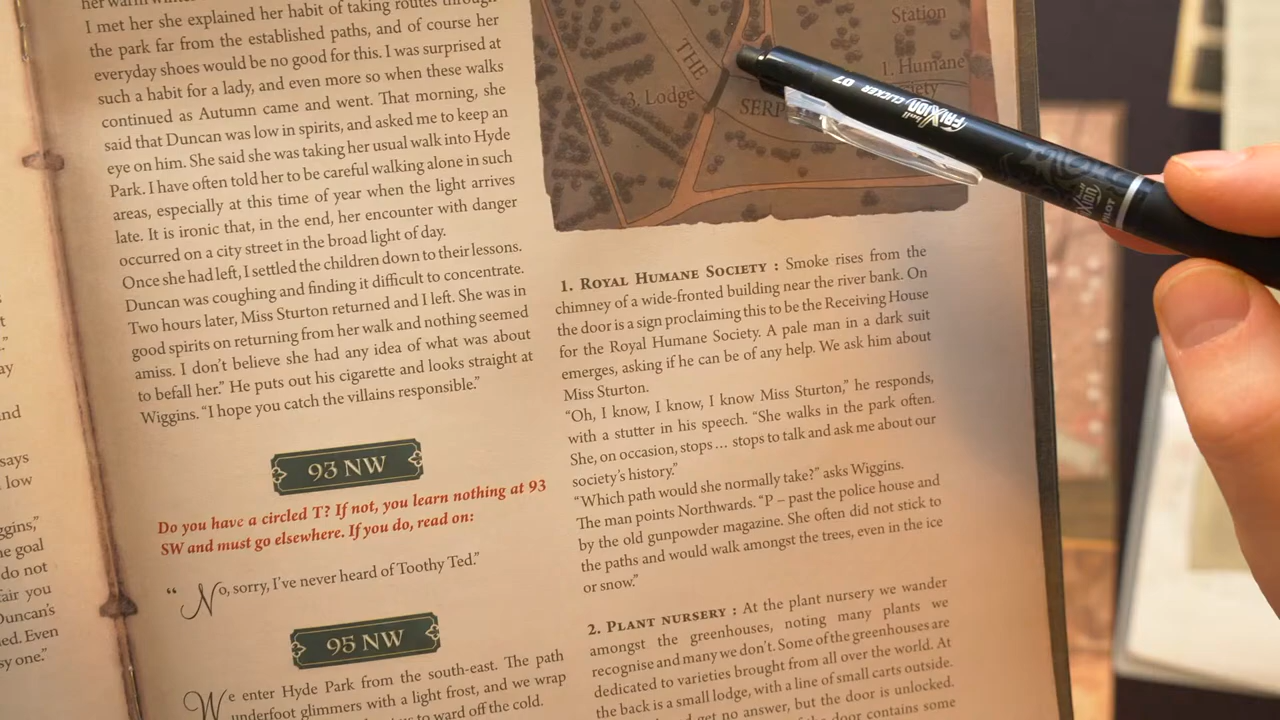 her warm
I met her she explained her habit of taking routes through
the park far from the established paths, and of course her
everyday shoes would be no good for this. I was surprised at
such a habit for a lady, and even more so when these walks
continued as Autumn came and went. That morning, she
said that Duncan was low in spirits, and asked me to keep an
eye on him. She said she was taking her usual walk into Hyde
Park. I have often told her to be careful walking alone in such
areas, especially at this time of year when the light arrives
late. It is ironic that, in the end, her encounter with danger
occurred on a city street in the broad light of day.
Once she had left, I settled the children down to their lessons.
Duncan was coughing and finding it difficult to concentrate.
Two hours later, Miss Sturton returned and I left. She was in
good spirits on returning from her walk and nothing seemed
amiss. I don't believe she had any idea of what was about
to befall her." He puts out his cigarette and looks straight at
Wiggins. "I hope you catch the villains responsible."
93 NW
Do you have a circled T? If not, you learn nothing at 93
SW and must go elsewhere. If you do, read on:
"No, sorry, I've never heard of Toothy Ted."
95 NW
We enter Hyde Park from the south-east. The path
underfoot glimmers with a light frost, and we wrap
to ward off the cold.
Station
1. Humane
THE
3. Lodge
SERP
1. ROYAL HUMANE SOCIETY : Smoke rises from the
chimney of a wide-fronted building near the river bank. On
the door is a sign proclaiming this to be the Receiving House
for the Royal Humane Society. A pale man in a dark suit
emerges, asking if he can be of any help. We ask him about
Miss Sturton.
"Oh, I know, I know, I know Miss Sturton," he responds,
with a stutter in his speech. "She walks in the park often.
She, on occasion, stops… stops to talk and ask me about our
society's history."
"Which path would she normally take?" asks Wiggins.
The man points Northwards. "P – past the police house and
by the old gunpowder magazine. She often did not stick to
the paths and would walk amongst the trees, even in the ice
or snow."
2. PLANT NURSERY : At the plant nursery we wander
amongst the greenhouses, noting many plants we
recognise and many we don't. Some of the greenhouses are
dedicated to varieties brought from all over the world. At
the back is a small lodge, with a line of small carts outside.
get no answer, but the door is unlocked.
door contains some
FRIXION ball CLICKER 07
FRIXION PILOT